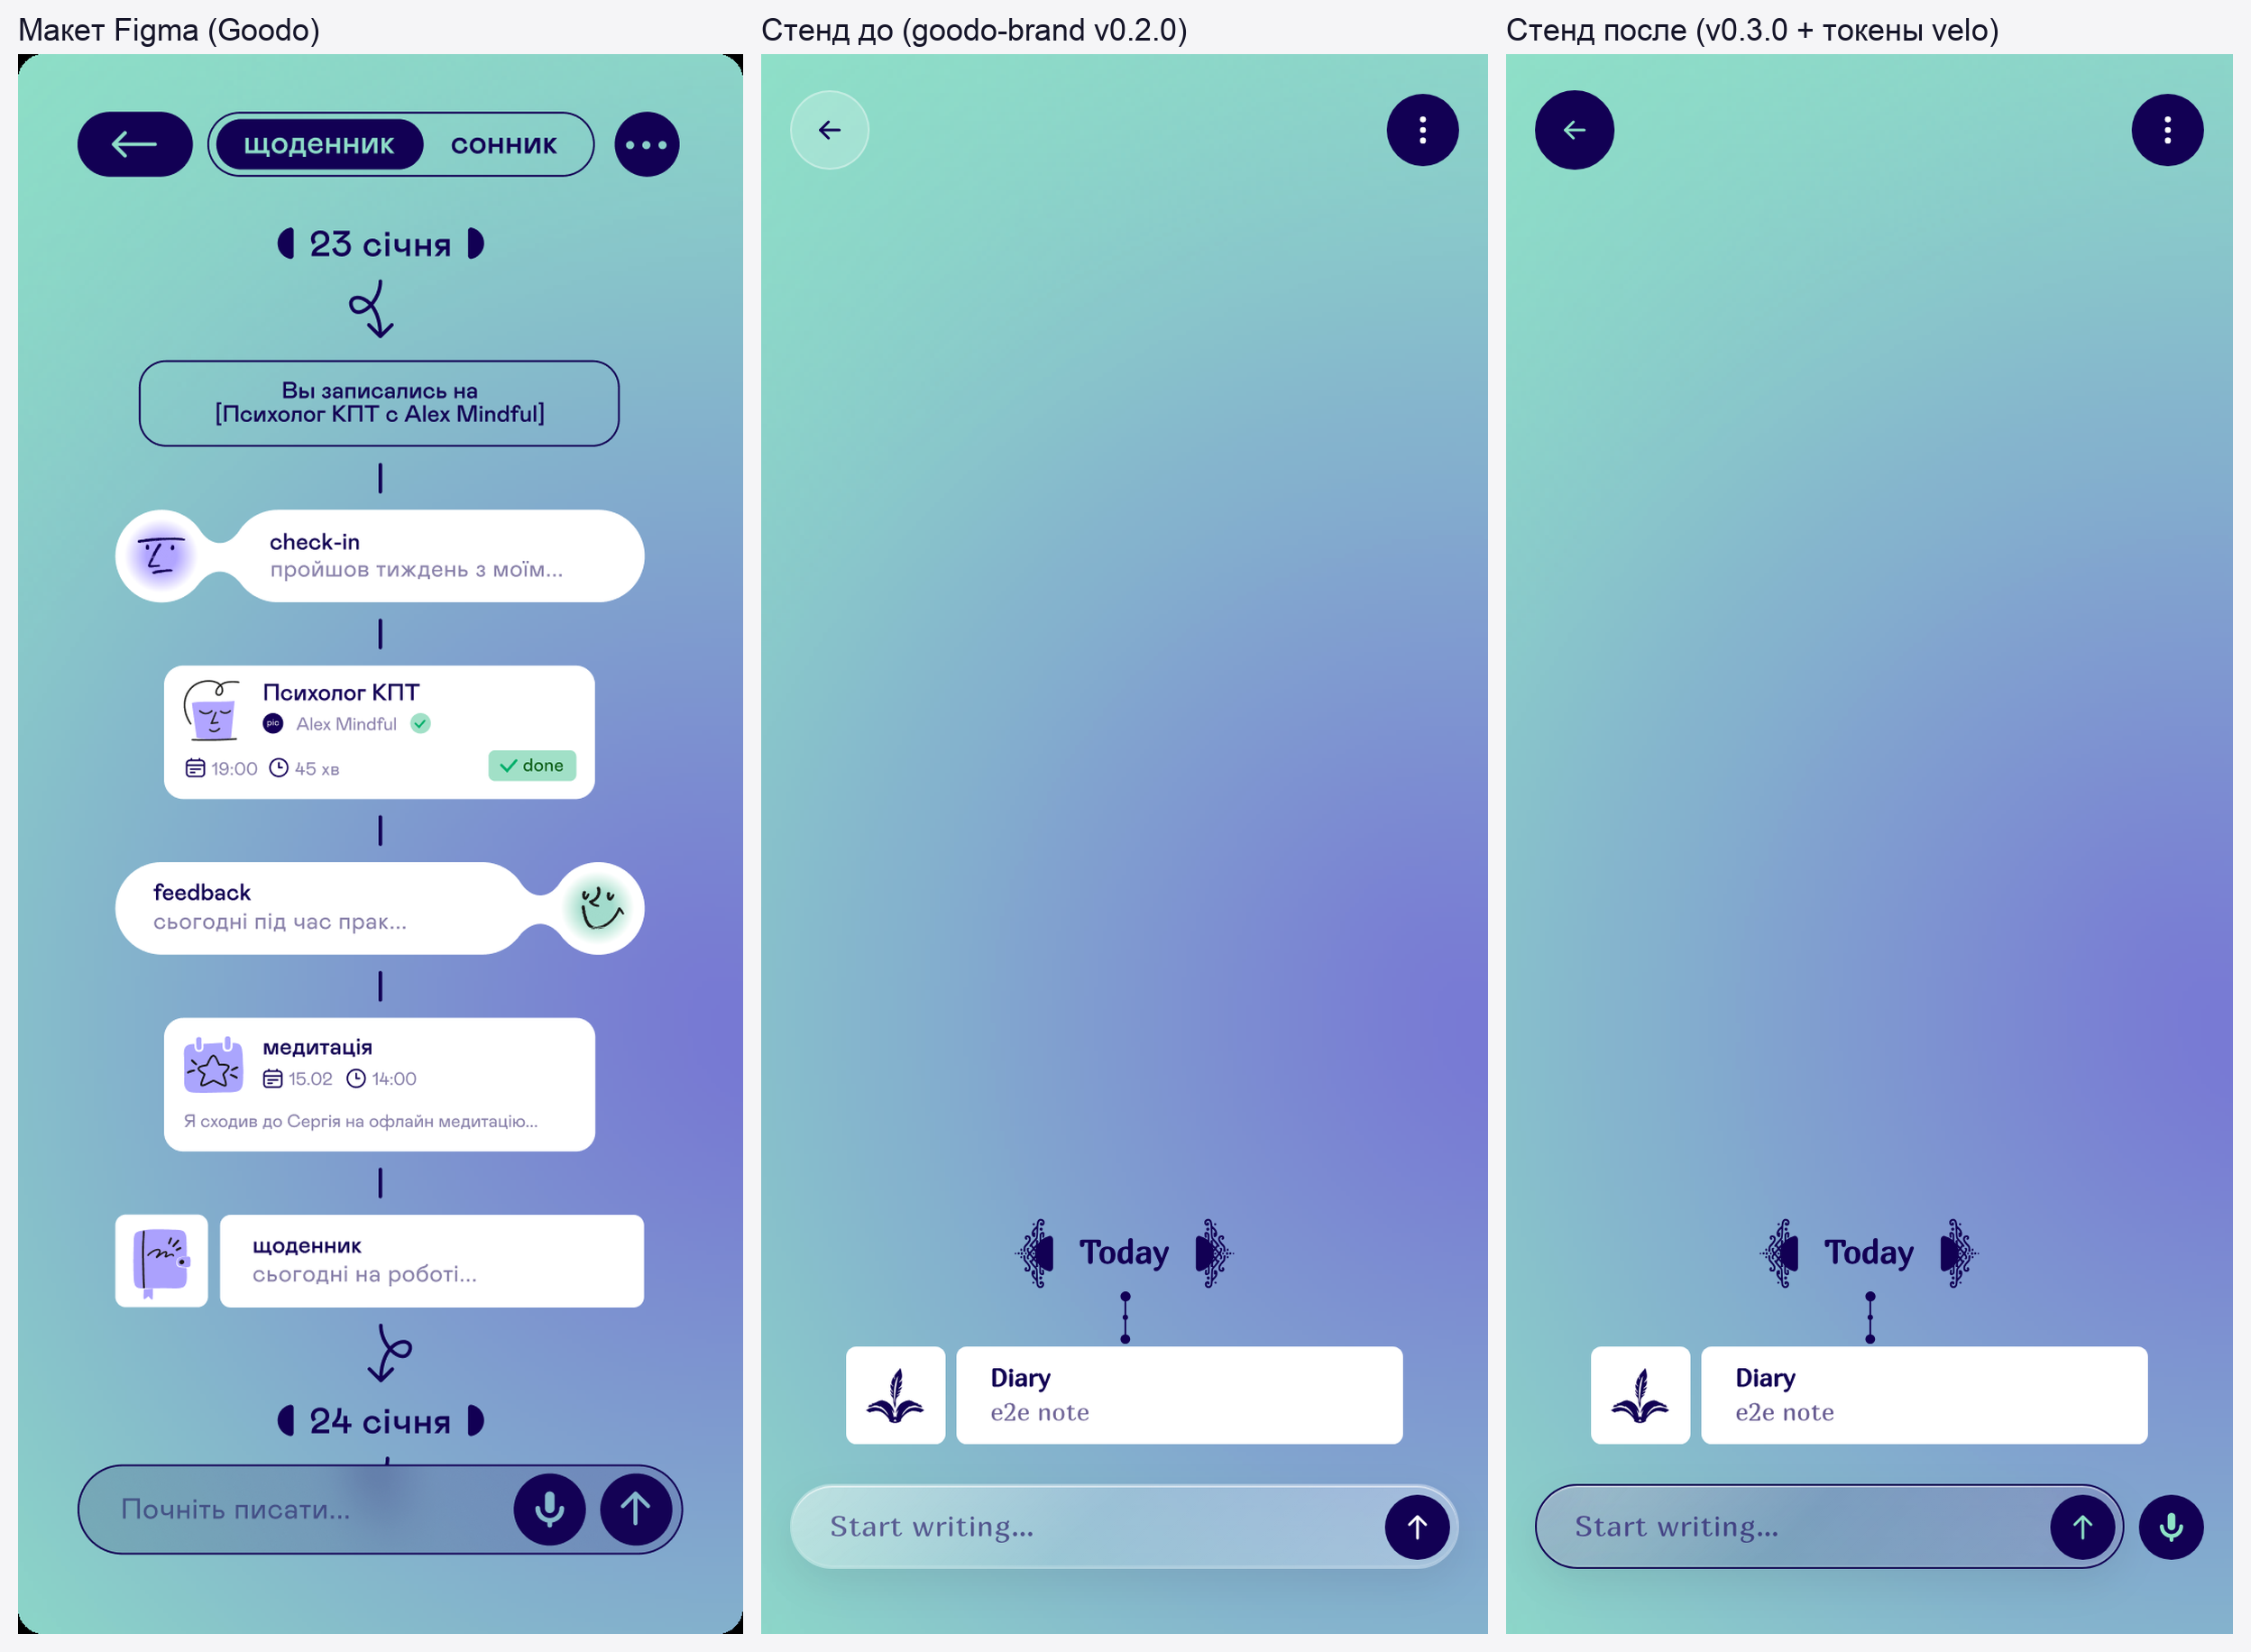 Макет Figma (Goodo)
щоденник
сонник
23 січня
Вы записались на
[Психолог КПТ с Alex Mindful]
check-in
пройшов тиждень з моїм...
Психолог КПТ
pic Alex Mindful
19:00 45 хв
done
feedback
сьогодні під час прак...
медитація
15.02 14:00
Я сходив до Сергія на офлайн медитацію...
щоденник
сьогодні на роботі...
24 січня
Почніть писати...
Стенд до (goodo-brand v0.2.0)
Today
Diary
e2e note
Start writing...
Стенд после (v0.3.0 + токены velo)
Today
Diary
e2e note
Start writing...